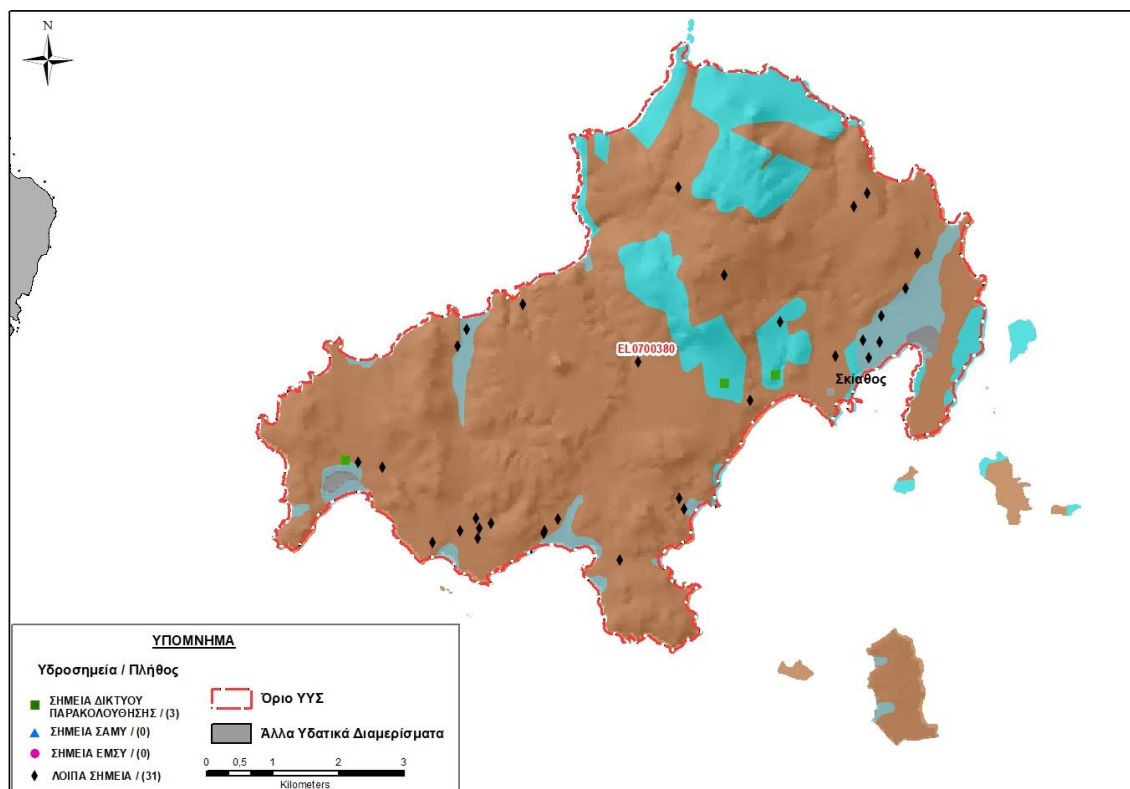 N
EL0700380
Σκίαθος
ΥΠΟΜΝΗΜΑ
Υδροσημεία / Πλήθος
ΣΗΜΕΙΑ ΔΙΚΤΥΟΥ
ΠΑΡΑΚΟΛΟΥΘΗΣΗΣ / (3)
ΣΗΜΕΙΑ ΣΑΜΥ / (0)
ΣΗΜΕΙΑ ΕΜΣΥ / (0)
ΛΟΙΠΑ ΣΗΜΕΙΑ / (31)
Όριο ΥΥΣ
Άλλα Υδατικά Διαμερίσματα
0 0,5 1 2 3
Kilometers